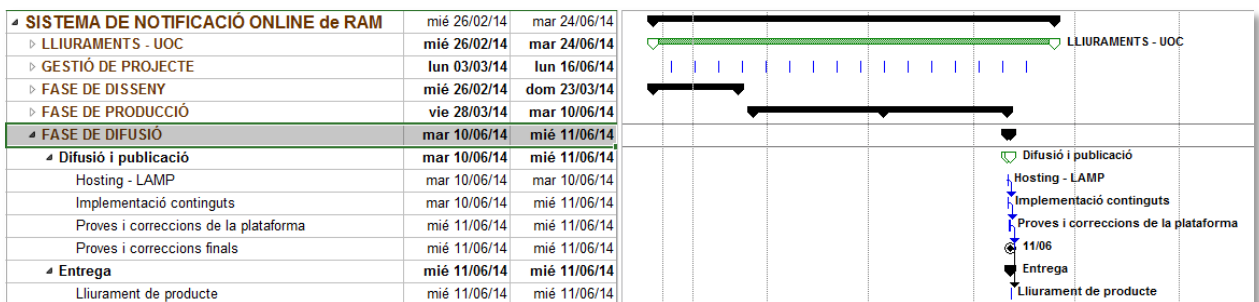 SISTEMA DE NOTIFICACIÓ ONLINE de RAM mié 26/02/14 mar 24/06/14
LLIURAMENTS - UOC mié 26/02/14 mar 24/06/14 LLIURAMENTS - UOC
GESTIÓ DE PROJECTE lun 03/03/14 lun 16/06/14
FASE DE DISSENY mié 26/02/14 dom 23/03/14
FASE DE PRODUCCIÓ vie 28/03/14 mar 10/06/14
FASE DE DIFUSIÓ mar 10/06/14 mié 11/06/14
Difusió i publicació mar 10/06/14 mié 11/06/14 Difusió i publicació
Hosting - LAMP mar 10/06/14 mar 10/06/14 Hosting - LAMP
Implementació continguts mar 10/06/14 mié 11/06/14 Implementació continguts
Proves i correccions de la plataforma mié 11/06/14 mié 11/06/14 Proves i correccions de la plataforma
Proves i correccions finals mié 11/06/14 mié 11/06/14 11/06
Entrega mié 11/06/14 mié 11/06/14 Entrega
Lliurament de producte mié 11/06/14 mié 11/06/14 Lliurament de producte